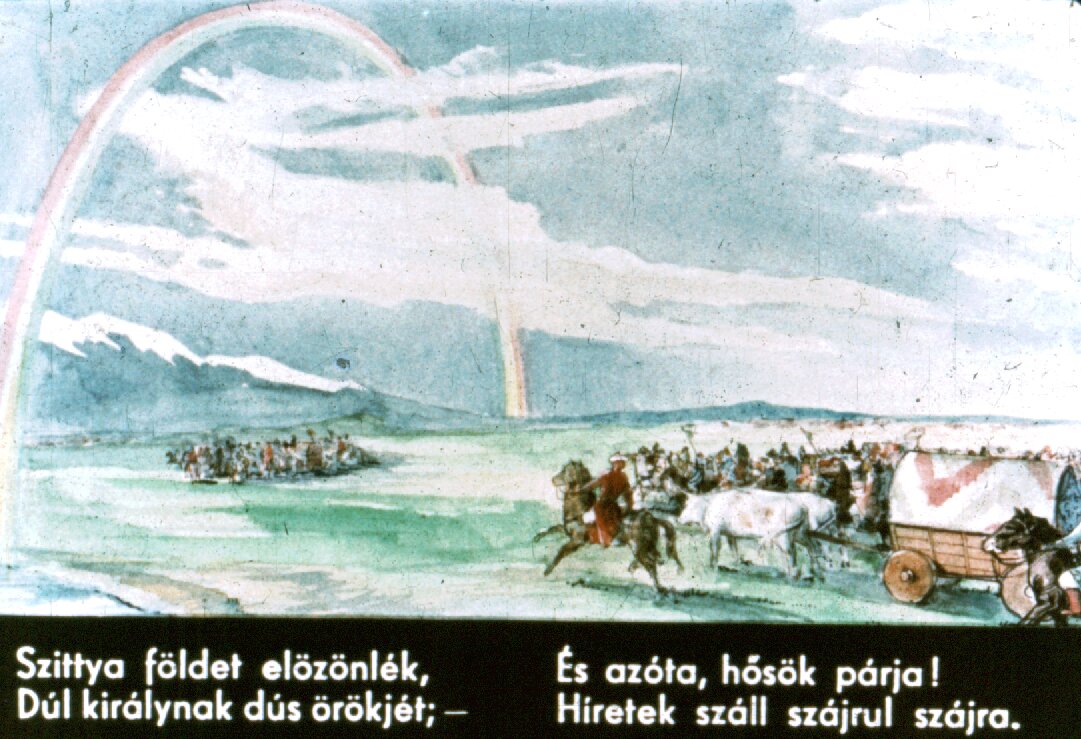 Szittya földet elözönlék,
Dúl királynak dús örökjét; –
És azóta, hősök párja!
Híretek száll szájrul szájra.